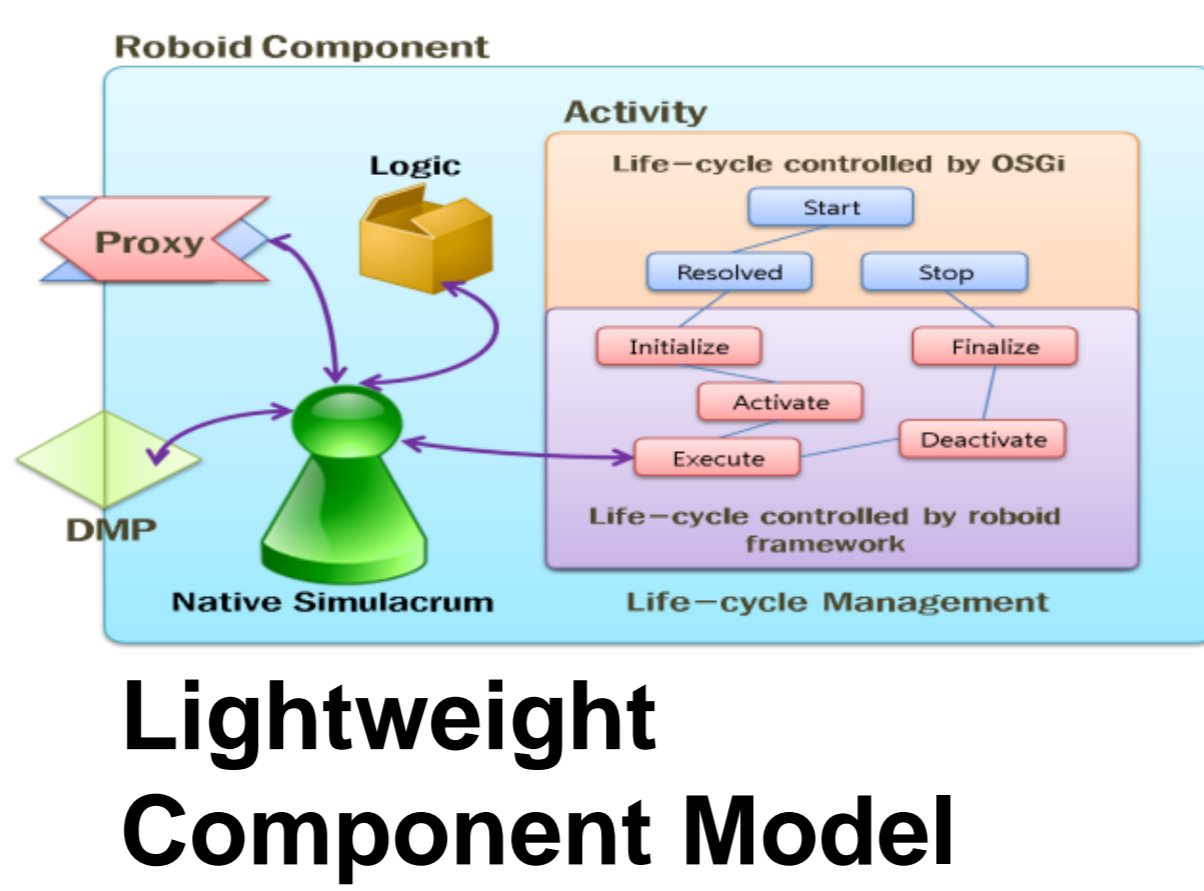 Roboid Component
Activity
Logic
Life-cycle controlled by OSGi
Start
Proxy
Resolved
Stop
Initialize
Finalize
Activate
Deactivate
Execute
DMP
Life-cycle controlled by roboid
framework
Native Simulacrum
Life-cycle Management
Lightweight
Component Model